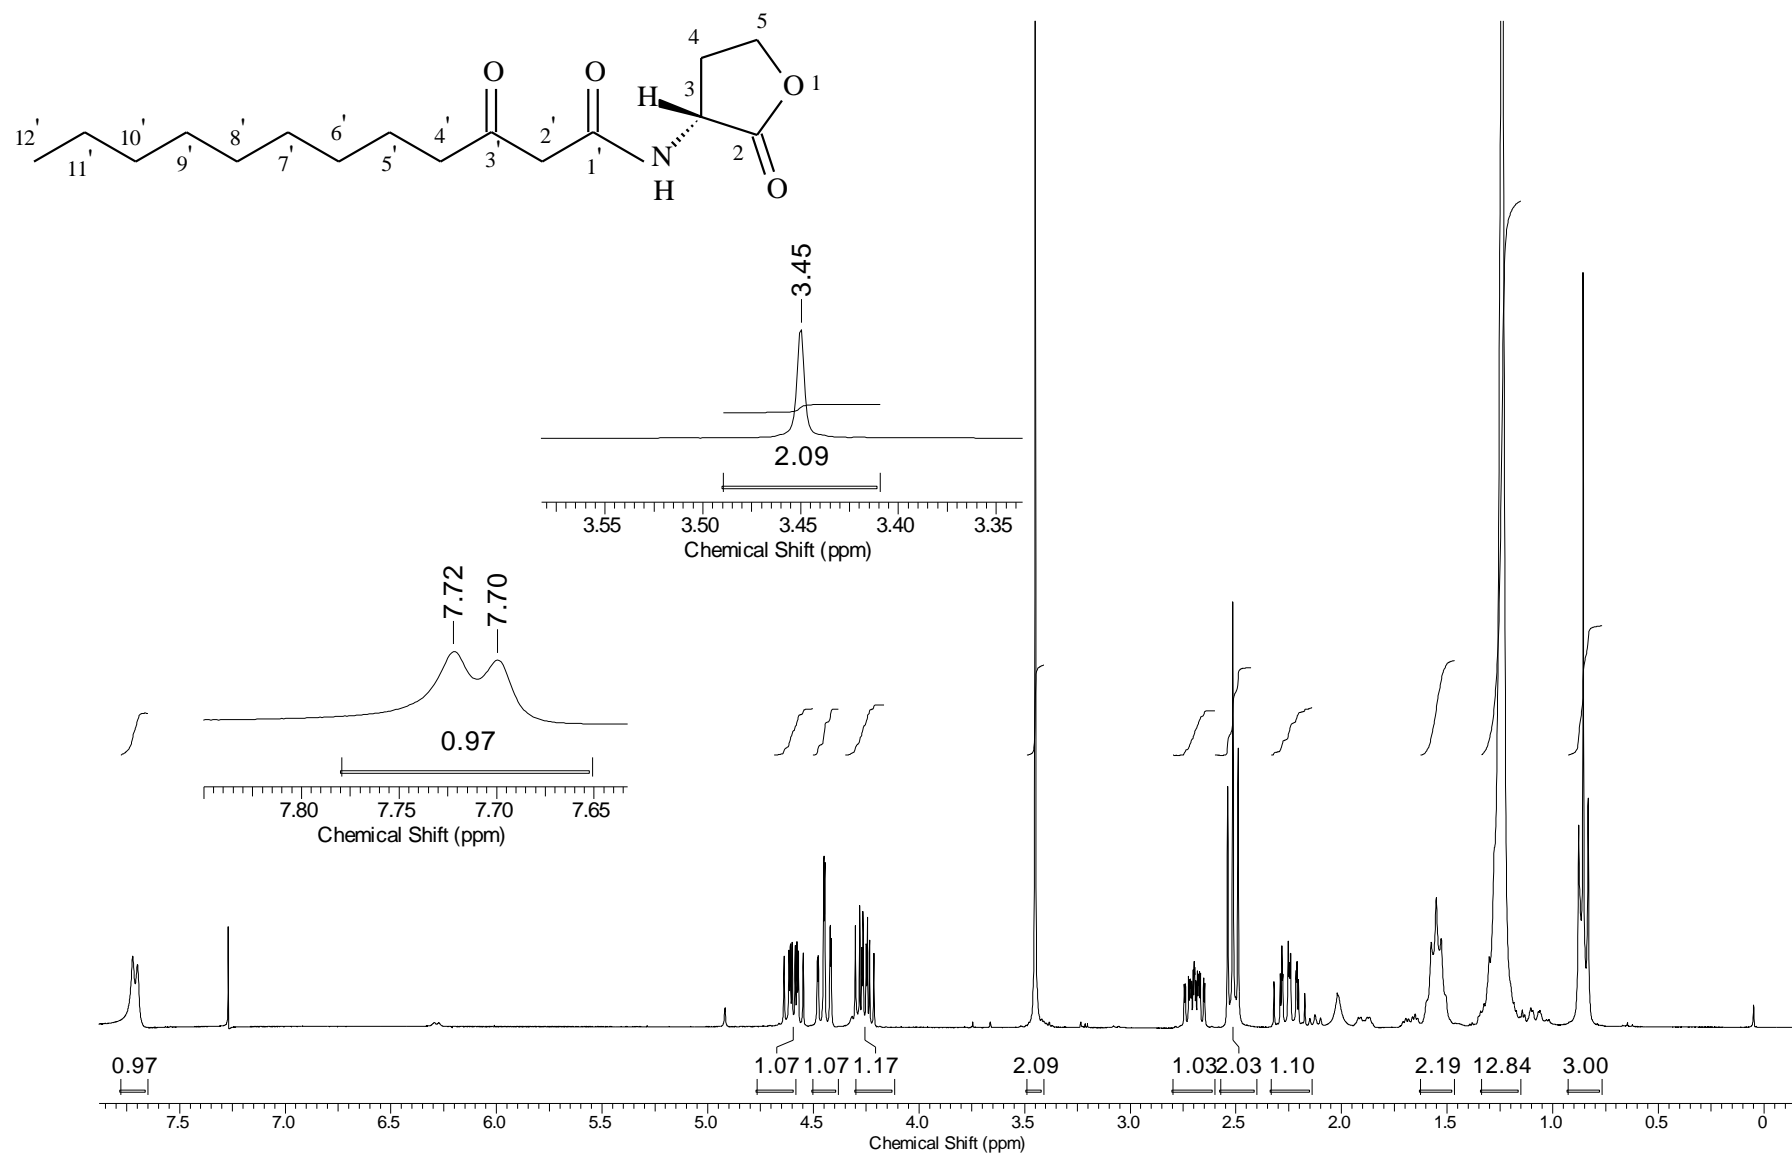 5
4
O
O
O
1
H
3
12'
10'
8'
6'
4'
2'
11'
9'
7'
5'
3'
1'
N
H
2
O
3.45
2.09
3.55 3.50 3.45 3.40 3.35
Chemical Shift (ppm)
7.72
7.70
0.97
7.80 7.75 7.70 7.65
Chemical Shift (ppm)
0.97 1.07 1.07 1.17 2.09 1.03 2.03 1.10 2.19 12.84 3.00
7.5 7.0 6.5 6.0 5.5 5.0 4.5 4.0 3.5 3.0 2.5 2.0 1.5 1.0 0.5 0
Chemical Shift (ppm)